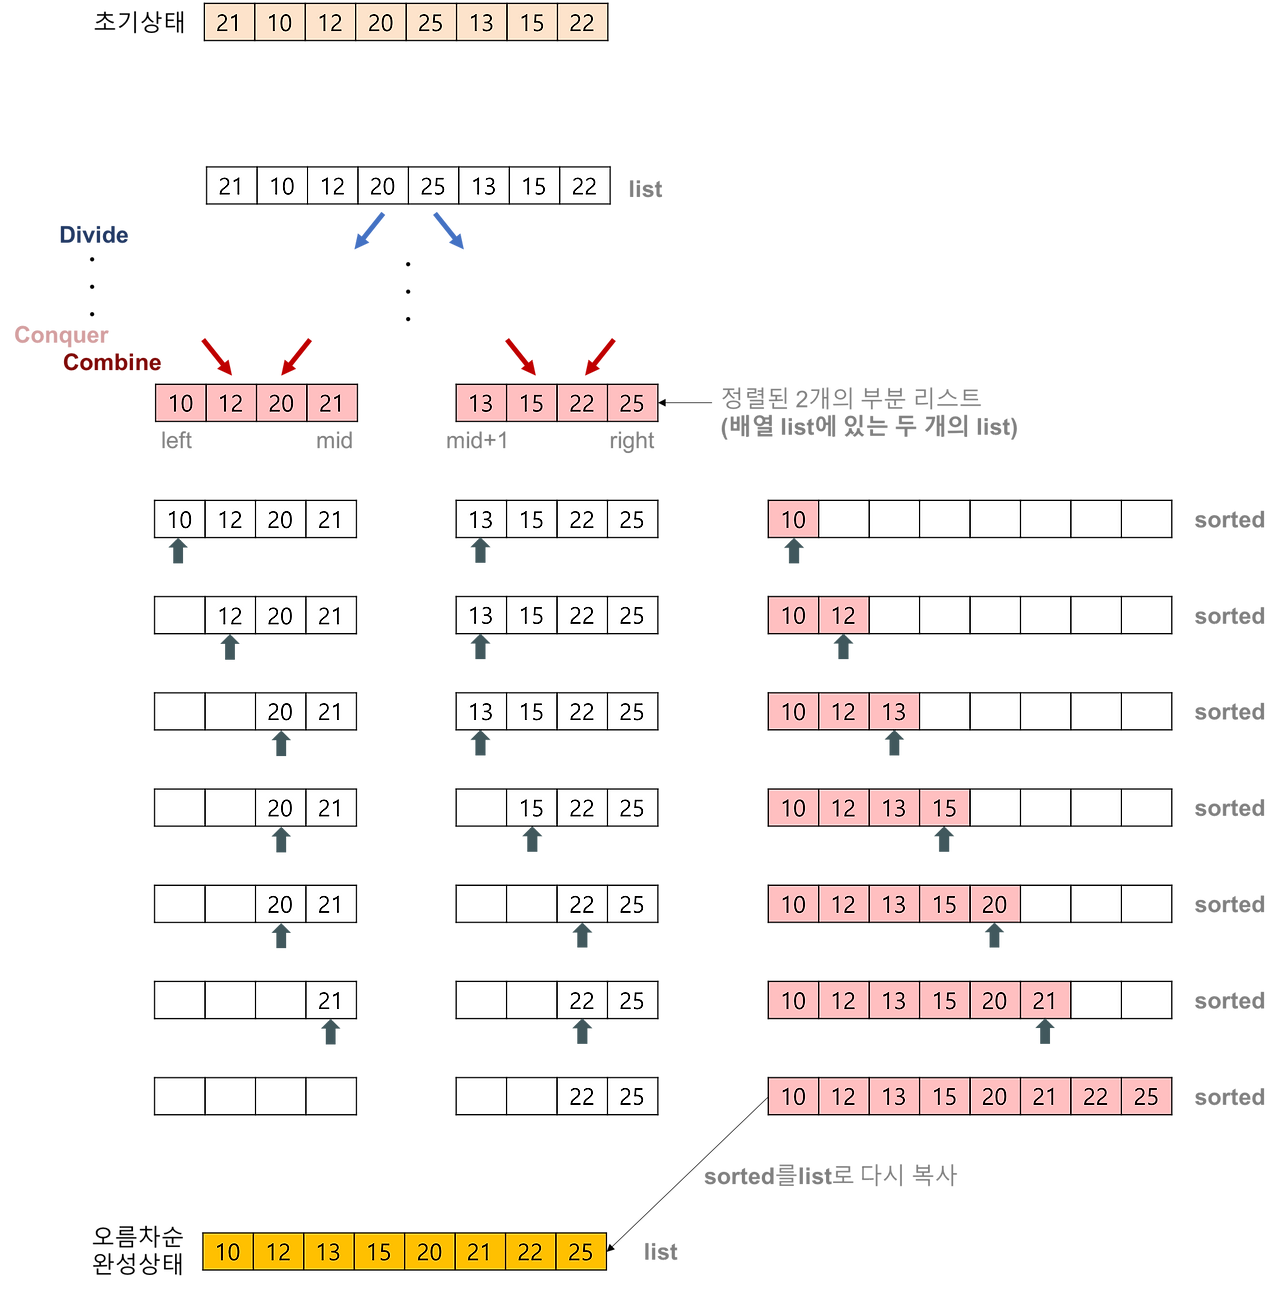 초기상태 21 10 12 20 25 13 15 22
21 10 12 20 25 13 15 22 list
Divide
Conquer
Combine
10 12 20 21 13 15 22 25 정렬된 2개의 부분 리스트
(배열 list에 있는 두 개의 list)
left mid mid+1 right
10 12 20 21 13 15 22 25 10 sorted
12 20 21 13 15 22 25 10 12 sorted
20 21 13 15 22 25 10 12 13 sorted
20 21 15 22 25 10 12 13 15 sorted
20 21 22 25 10 12 13 15 20 sorted
21 22 25 10 12 13 15 20 21 sorted
22 25 10 12 13 15 20 21 22 25 sorted
sorted를list로 다시 복사
오름차순
완성상태
10 12 13 15 20 21 22 25 list